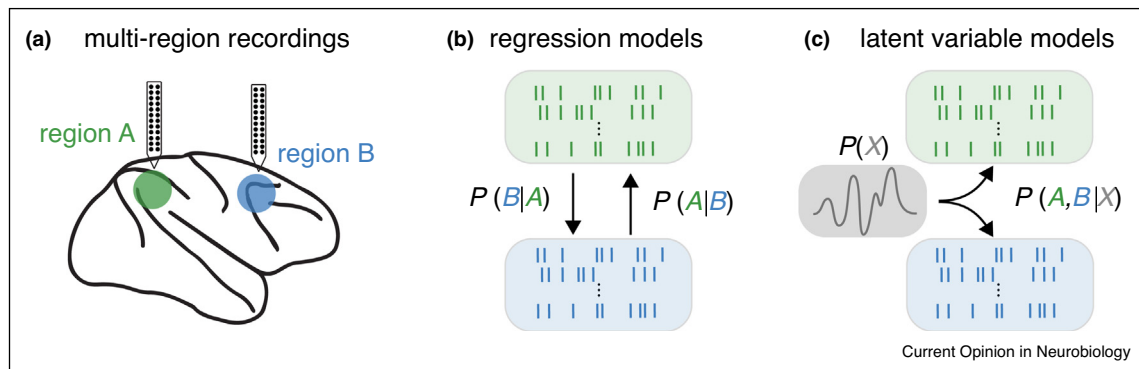 (a) multi-region recordings
region A
region B
(b) regression models
P (B|A)
P (A|B)
(c) latent variable models
P(X)
P (A,B|X)
Current Opinion in Neurobiology